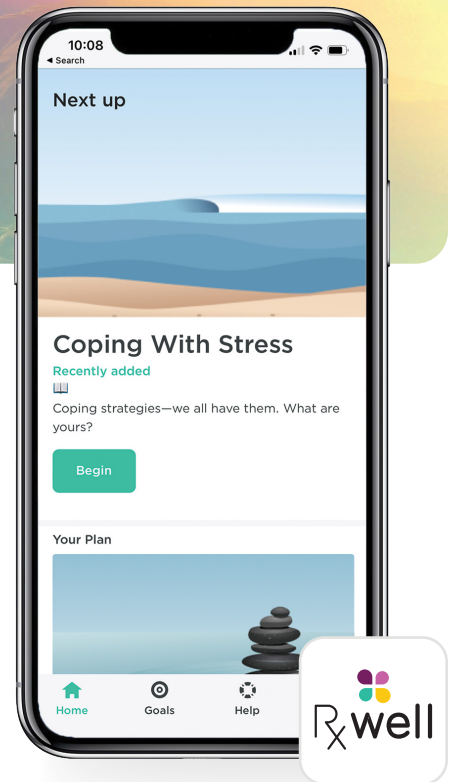 10:08
◀ Search
Next up
Coping With Stress
Recently added
Coping strategies—we all have them. What are
yours?
Begin
Your Plan
Home
Goals
Help
Rxwell